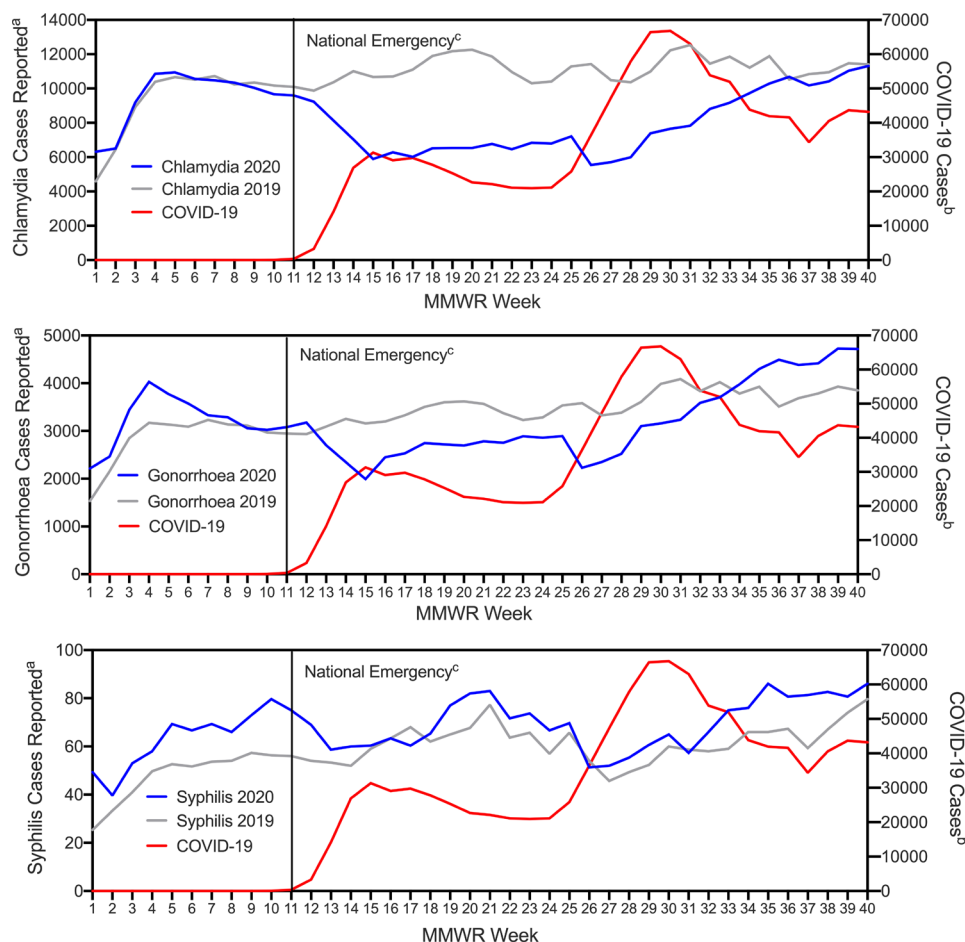 Chlamydia Cases Reportedᵃ
14000
12000
10000
8000
6000
4000
2000
0
National Emergencyᶜ
Chlamydia 2020
Chlamydia 2019
COVID-19
70000
60000
50000
40000
30000
20000
10000
0
COVID-19 Casesᵇ
1 2 3 4 5 6 7 8 9 10 11 12 13 14 15 16 17 18 19 20 21 22 23 24 25 26 27 28 29 30 31 32 33 34 35 36 37 38 39 40
MMWR Week
Gonorrhoea Cases Reportedᵃ
5000
4000
3000
2000
1000
0
National Emergencyᶜ
Gonorrhoea 2020
Gonorrhoea 2019
COVID-19
70000
60000
50000
40000
30000
20000
10000
0
COVID-19 Casesᵇ
1 2 3 4 5 6 7 8 9 10 11 12 13 14 15 16 17 18 19 20 21 22 23 24 25 26 27 28 29 30 31 32 33 34 35 36 37 38 39 40
MMWR Week
Syphilis Cases Reportedᵃ
100
80
60
40
20
0
National Emergencyᶜ
Syphilis 2020
Syphilis 2019
COVID-19
70000
60000
50000
40000
30000
20000
10000
0
COVID-19 Casesᵇ
1 2 3 4 5 6 7 8 9 10 11 12 13 14 15 16 17 18 19 20 21 22 23 24 25 26 27 28 29 30 31 32 33 34 35 36 37 38 39 40
MMWR Week